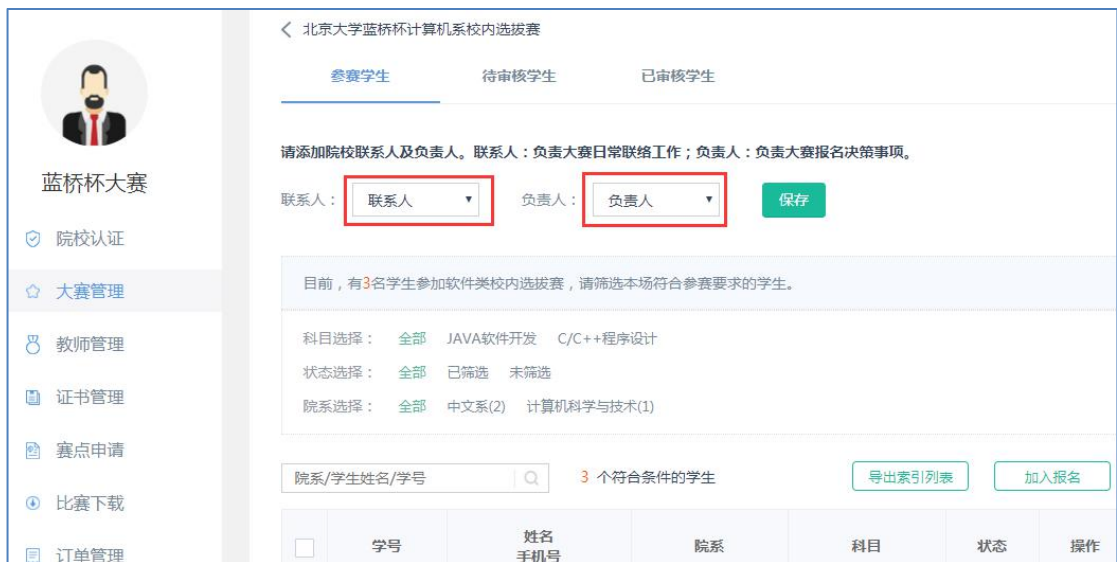 北京大学蓝桥杯计算机系校内选拔赛
参赛学生 待审核学生 已审核学生
请添加院校联系人及负责人。联系人：负责大赛日常联络工作；负责人：负责大赛报名决策事项。
联系人： 联系人 负责人： 负责人 保存
目前，有3名学生参加软件类校内选拔赛，请筛选本场符合参赛要求的学生。
科目选择： 全部 JAVA软件开发 C/C++程序设计
状态选择： 全部 已筛选 未筛选
院系选择： 全部 中文系(2) 计算机科学与技术(1)
院系/学生姓名/学号 3 个符合条件的学生 导出索引列表 加入报名
学号 姓名 院系 科目 状态 操作
手机号
蓝桥杯大赛
院校认证
大赛管理
教师管理
证书管理
赛点申请
比赛下载
订单管理